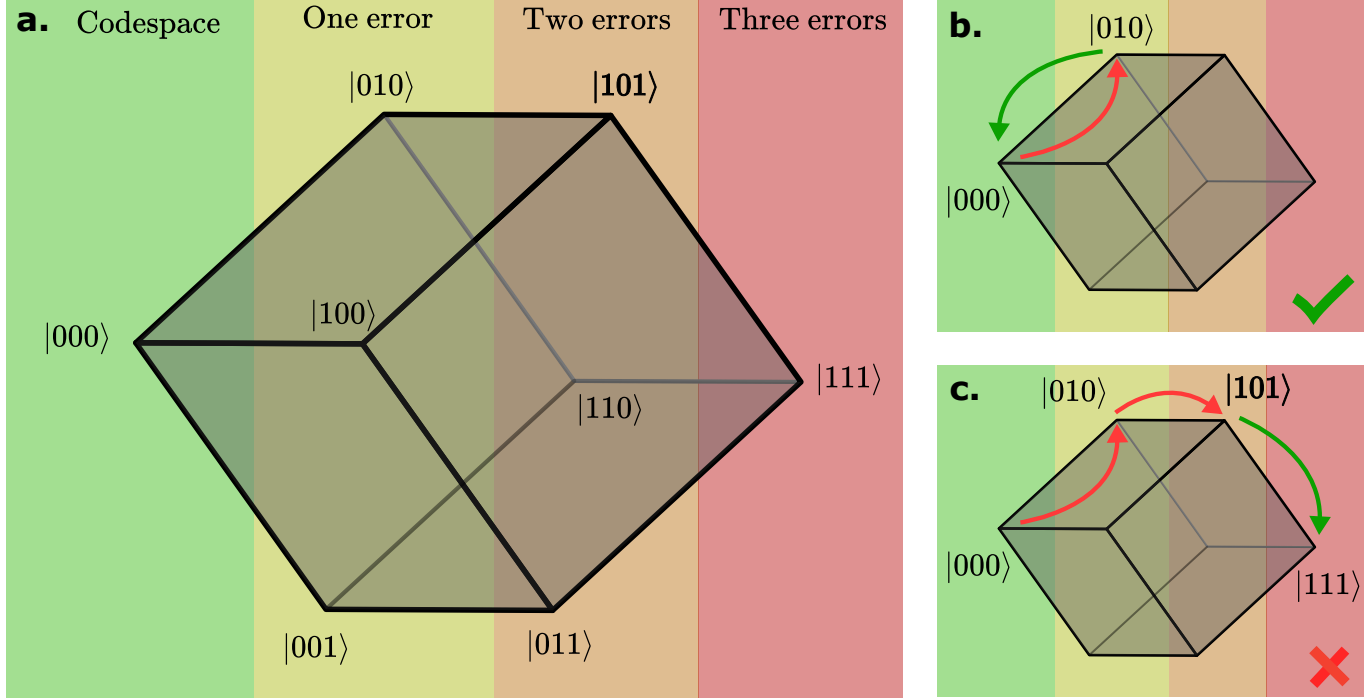 a.
Codespace
One error
Two errors
Three errors
|010⟩
|101⟩
|100⟩
|000⟩
|111⟩
|110⟩
|001⟩
|011⟩
b.
|010⟩
|000⟩
c.
|010⟩
|101⟩
|000⟩
|111⟩